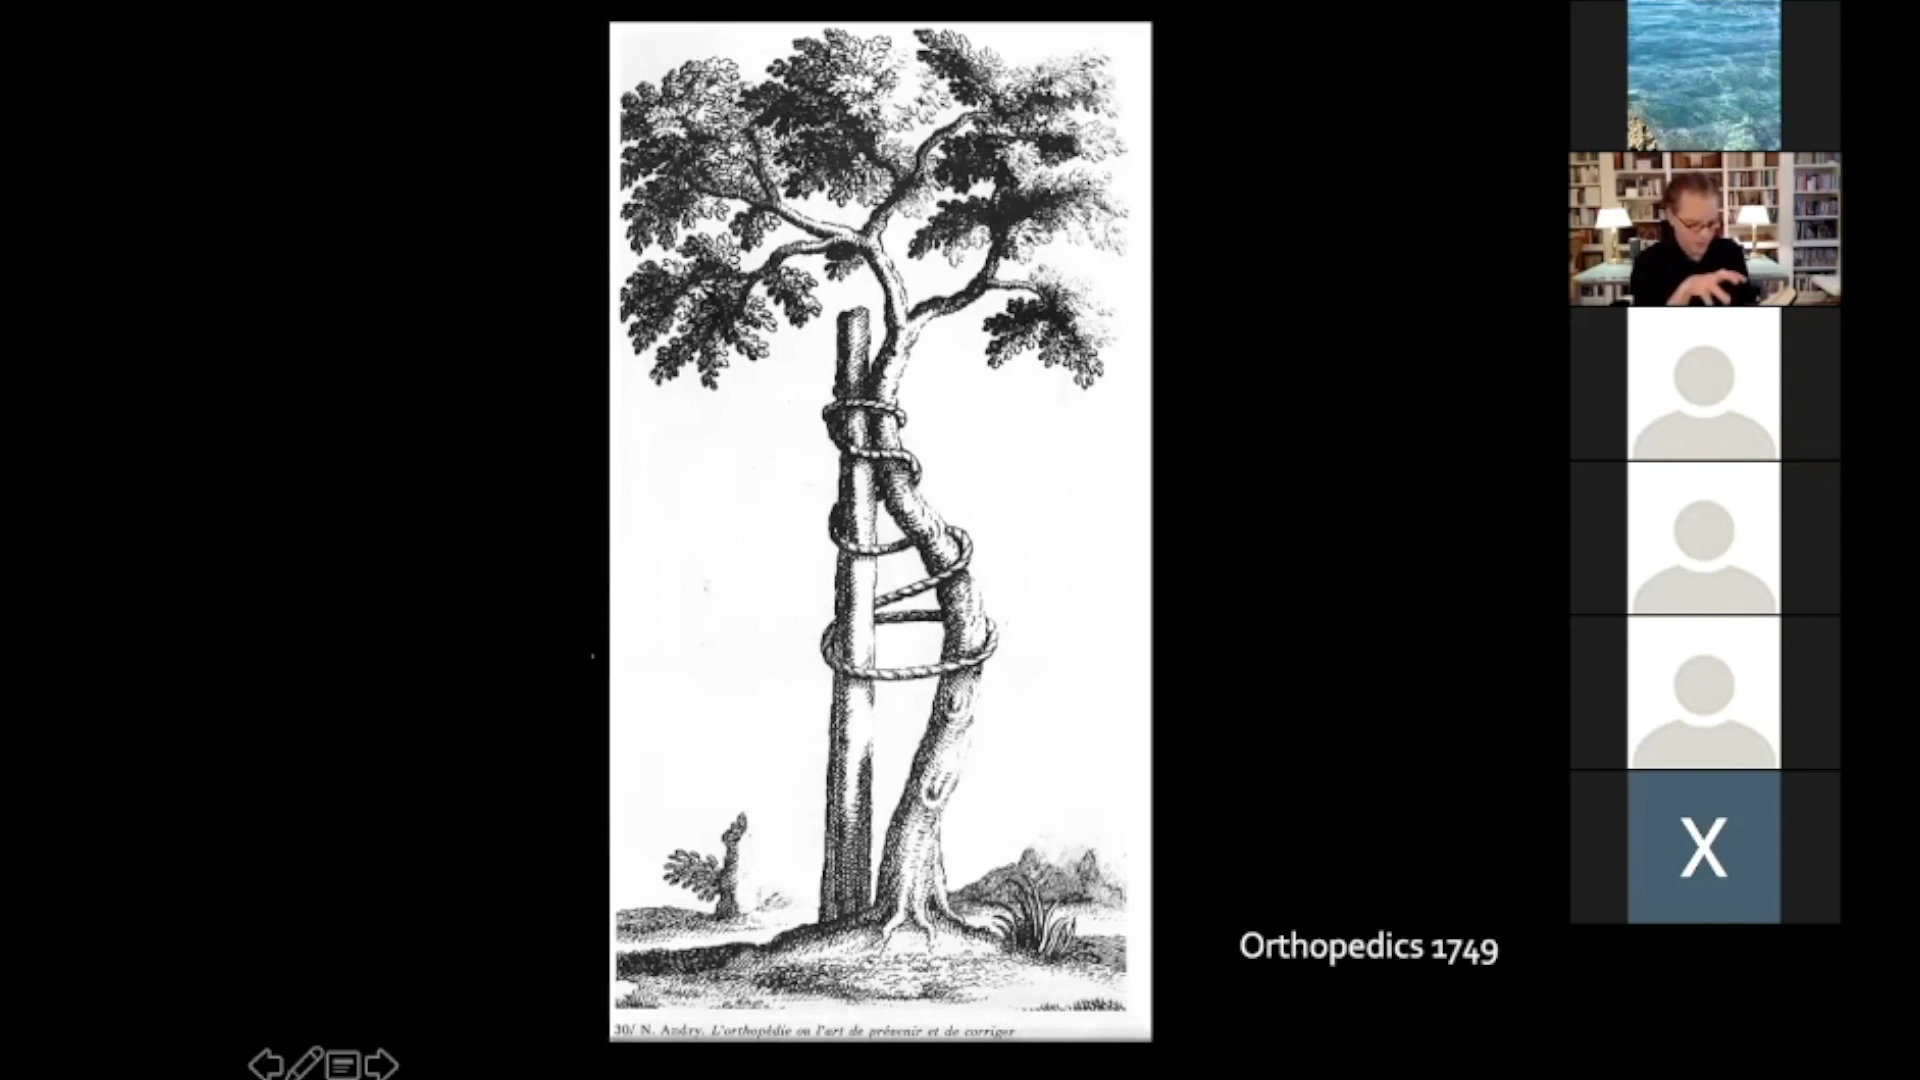 30/ N. Andry. L'orthopédie ou l'art de prévenir et de corriger
Orthopedics 1749
X